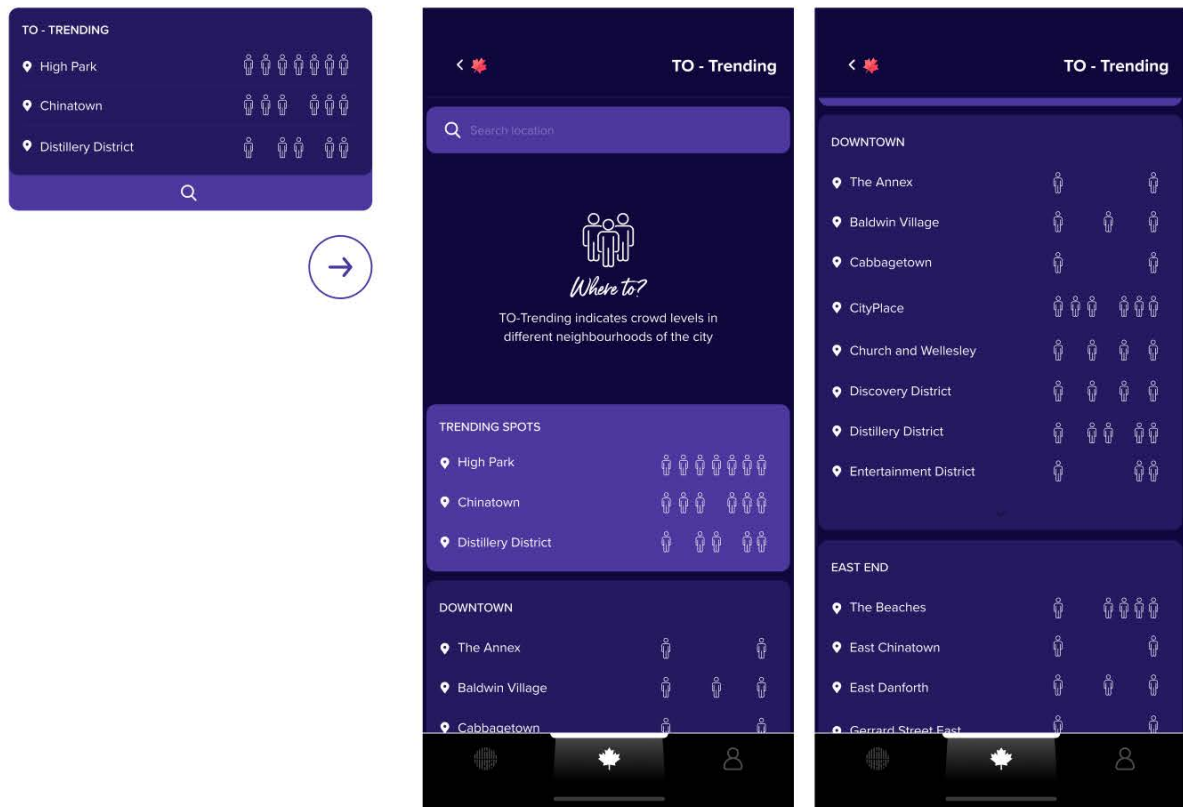 TO - TRENDING
High Park
Chinatown
Distillery District
TO - Trending
Search location
Where to?
TO-Trending indicates crowd levels in
different neighbourhoods of the city
TRENDING SPOTS
High Park
Chinatown
Distillery District
DOWNTOWN
The Annex
Baldwin Village
Cabbagetown
TO - Trending
DOWNTOWN
The Annex
Baldwin Village
Cabbagetown
CityPlace
Church and Wellesley
Discovery District
Distillery District
Entertainment District
EAST END
The Beaches
East Chinatown
East Danforth
Gerrard Street East